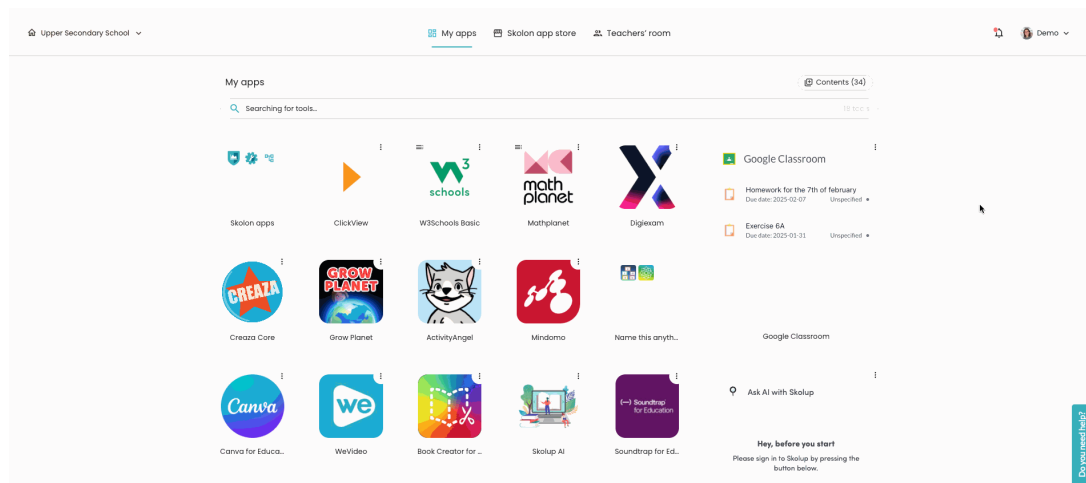 Upper Secondary School
My apps
Skolon app store
Teachers' room
Demo
My apps
Contents (34)
Searching for tools...
W3
schools
math
planet
Google Classroom
Homework for the 7th of february
Due date: 2025-02-07
Unspecified
Exercise 6A
Due date: 2025-01-31
Unspecified
Skolon apps
ClickView
W3Schools Basic
Mathplanet
Digiexam
CREAZA
GROW
PLANET
Creaza Core
Grow Planet
ActivityAngel
Mindomo
Name this anyth...
Google Classroom
Canva
We
Soundtrap
for Education
Ask AI with Skolup
Hey, before you start
Please sign in to Skolup by pressing the
button below.
Canva for Educa...
WeVideo
Book Creator for ...
Skolup AI
Soundtrap for Ed...
Do you need help?